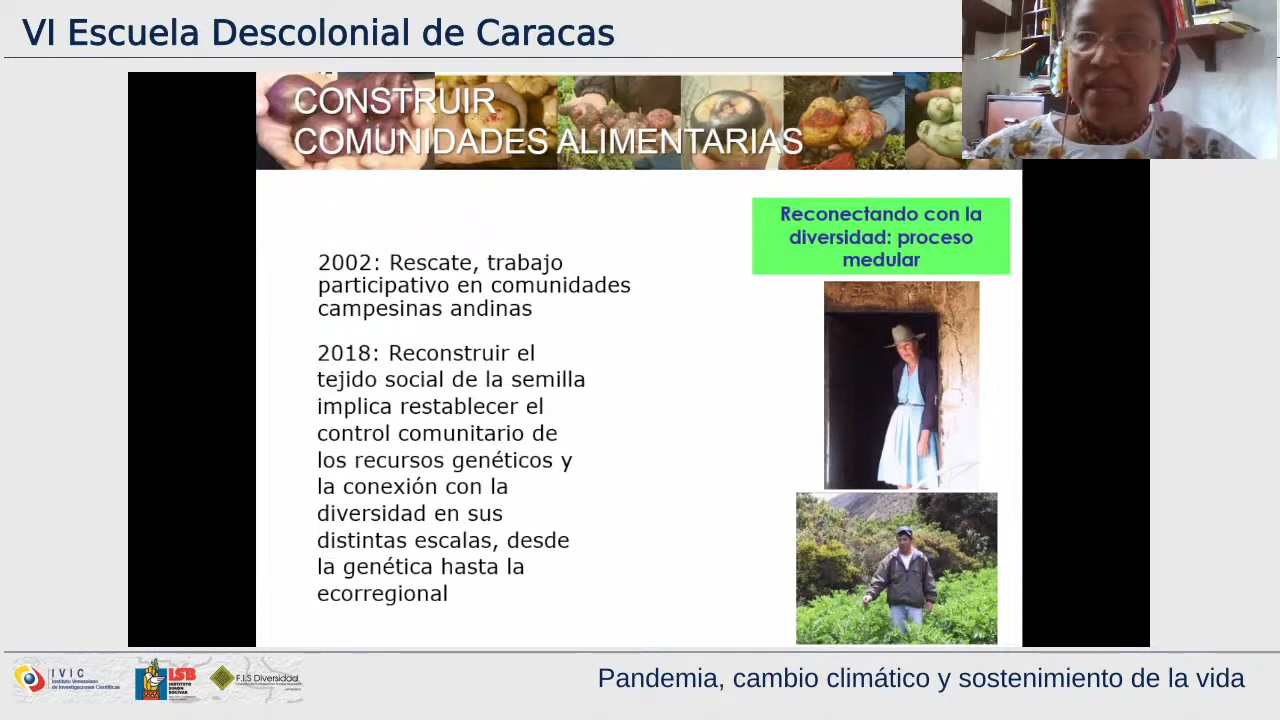 VI Escuela Descolonial de Caracas
CONSTRUIR
COMUNIDADES ALIMENTARIAS
Reconectando con la
diversidad: proceso
medular
2002: Rescate, trabajo
participativo en comunidades
campesinas andinas
2018: Reconstruir el
tejido social de la semilla
implica restablecer el
control comunitario de
los recursos genéticos y
la conexión con la
diversidad en sus
distintas escalas, desde
la genética hasta la
ecorregional
IVIC
Instituto Venezolano
de Investigaciones Científicas
LSB
INSTITUTO
SIMÓN
BOLÍVAR
F.I.S Diversidad
Pandemia, cambio climático y sostenimiento de la vida